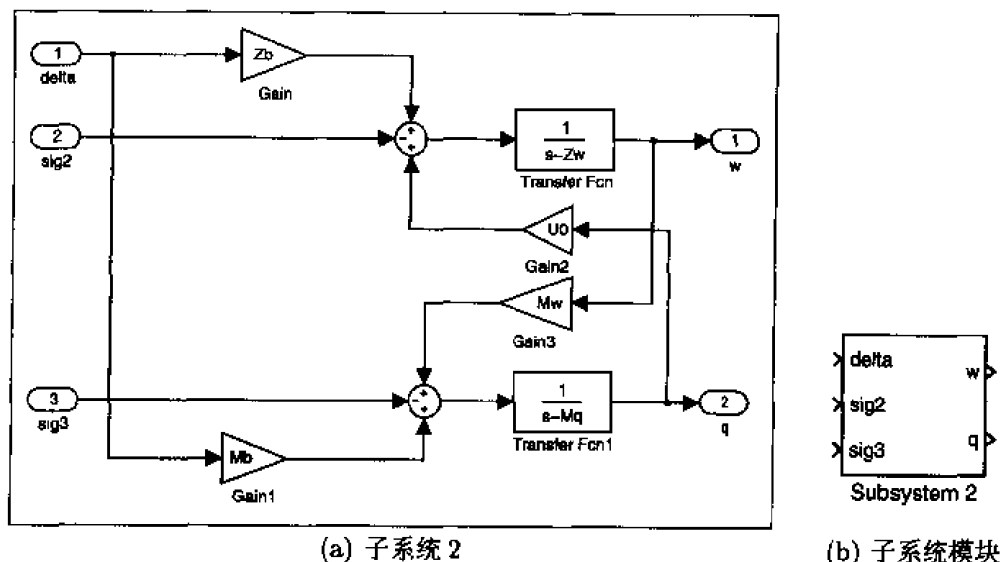 1
delta
Zb
Gain
2
sig2
+
-
+
1
s-Zw
Transfer Fcn
1
w
U0
Gain2
Mw
Gain3
3
sig3
+
-
+
1
s-Mq
Transfer Fcn1
2
q
Mb
Gain1
(a) 子系统 2
delta
sig2
sig3
w
q
Subsystem 2
(b) 子系统模块